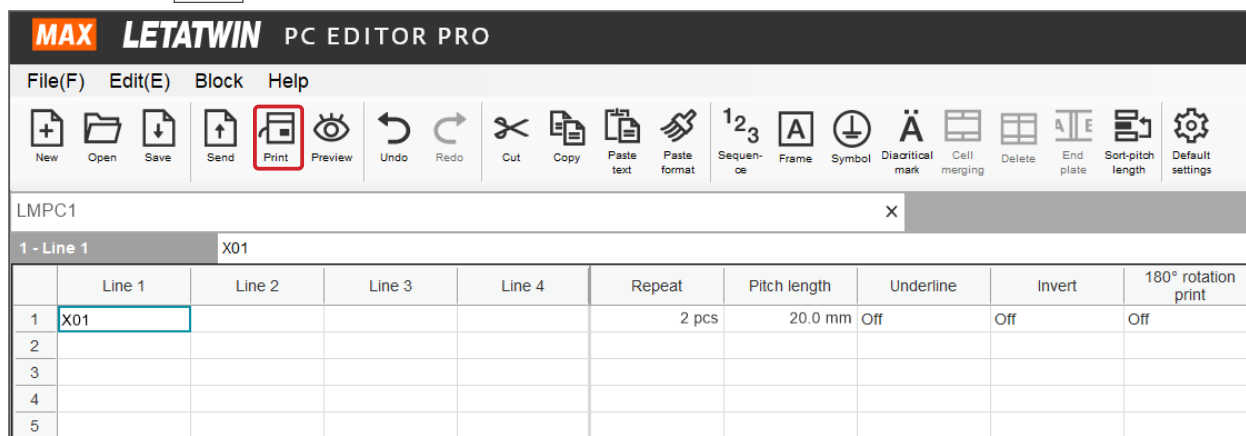 MAX LETATWIN PC EDITOR PRO
File(F) Edit(E) Block Help
New Open Save Send Print Preview Undo Redo Cut Copy Paste text Paste format Sequen-ce Frame Symbol Diacritical mark Cell merging Delete End plate Sort-pitch length Default settings
LMPC1
1 - Line 1 X01
Line 1 Line 2 Line 3 Line 4 Repeat Pitch length Underline Invert 180° rotation print
1 X01 2 pcs 20.0 mm Off Off Off
2
3
4
5